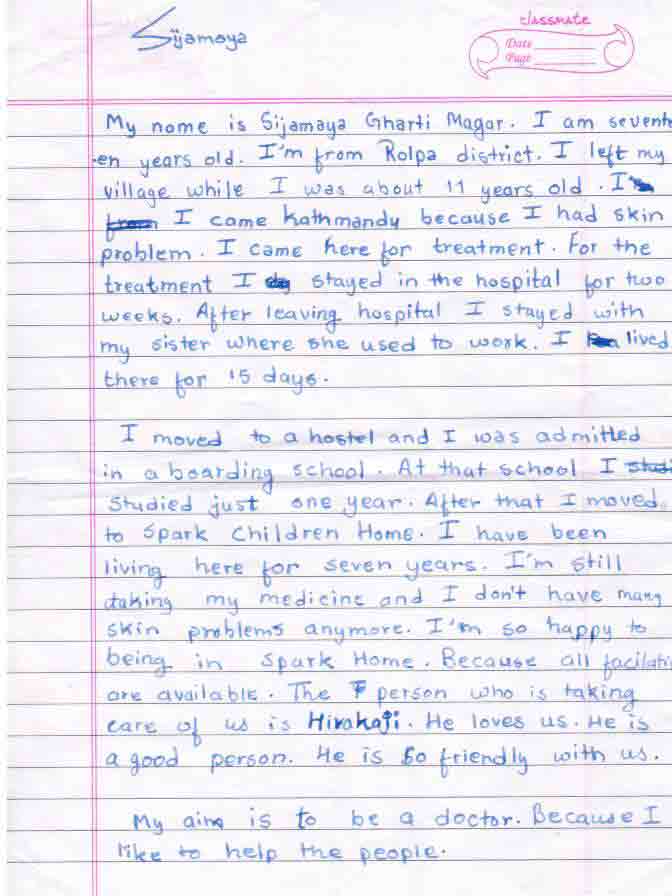 Sijamaya
classmate
Date
Page
My name is Sijamaya Gharti Magar. I am sevente
-en years old. I'm from Rolpa district. I left my
village while I was about 11 years old. I
I came Kathmandy because I had skin
problem. I came here for treatment. For the
treatment I stayed in the hospital for two
weeks. After leaving hospital I stayed with
my sister where she used to work. I lived
there for 15 days.
I moved to a hostel and I was admitted
in a boarding school. At that school I studi
studied just one year. After that I moved
to Spark Children Home. I have been
living here for seven years. I'm still
taking my medicine and I don't have many
skin problems anymore. I'm so happy to
being in Spark Home. Because all facilati
are available. The person who is taking
care of us is Hirakaji. He loves us. He is
a good person. He is so friendly with us.
My aim is to be a doctor. Because I
like to help the people.